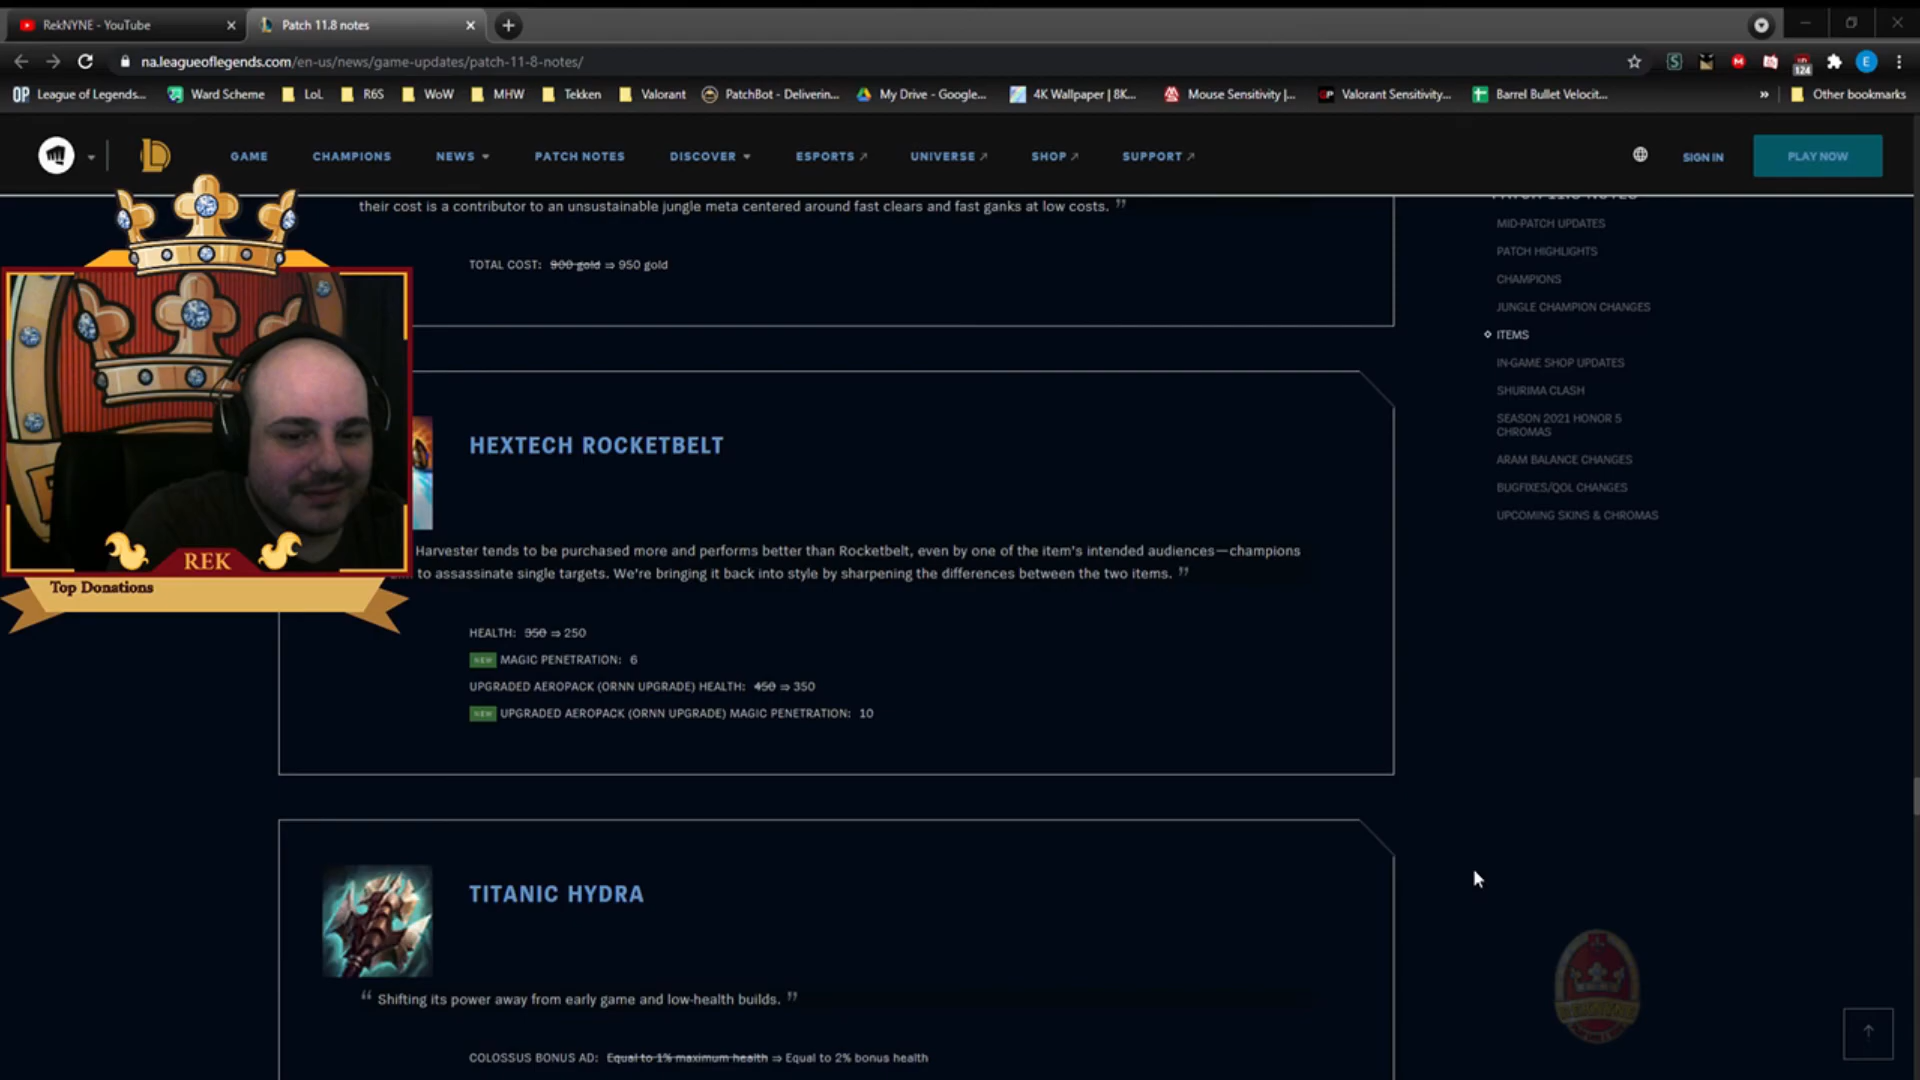 RekNYNE - YouTube
Patch 11.8 notes
na.leagueoflegends.com/en-us/news/game-updates/patch-11-8-notes/
124
E
OP League of Legends...
Ward Scheme
LoL
R6S
WoW
MHW
Tekken
Valorant
PatchBot - Deliverin...
My Drive - Google...
4K Wallpaper | 8K...
Mouse Sensitivity |...
Valorant Sensitivity...
Barrel Bullet Velocit...
»
Other bookmarks
GAME
CHAMPIONS
NEWS
PATCH NOTES
DISCOVER
ESPORTS
UNIVERSE
SHOP
SUPPORT
SIGN IN
PLAY NOW
their cost is a contributor to an unsustainable jungle meta centered around fast clears and fast ganks at low costs. ”
TOTAL COST: 900 gold ⇒ 950 gold
MID-PATCH UPDATES
PATCH HIGHLIGHTS
CHAMPIONS
JUNGLE CHAMPION CHANGES
ITEMS
IN-GAME SHOP UPDATES
SHURIMA CLASH
SEASON 2021 HONOR 5
CHROMAS
ARAM BALANCE CHANGES
BUGFIXES/QOL CHANGES
UPCOMING SKINS & CHROMAS
REK
Top Donations
HEXTECH ROCKETBELT
Harvester tends to be purchased more and performs better than Rocketbelt, even by one of the item's intended audiences—champions
to assassinate single targets. We're bringing it back into style by sharpening the differences between the two items. ”
HEALTH: 350 ⇒ 250
NEW MAGIC PENETRATION: 6
UPGRADED AEROPACK (ORNN UPGRADE) HEALTH: 450 ⇒ 350
NEW UPGRADED AEROPACK (ORNN UPGRADE) MAGIC PENETRATION: 10
TITANIC HYDRA
“ Shifting its power away from early game and low-health builds. ”
COLOSSUS BONUS AD: Equal to 1% maximum health ⇒ Equal to 2% bonus health